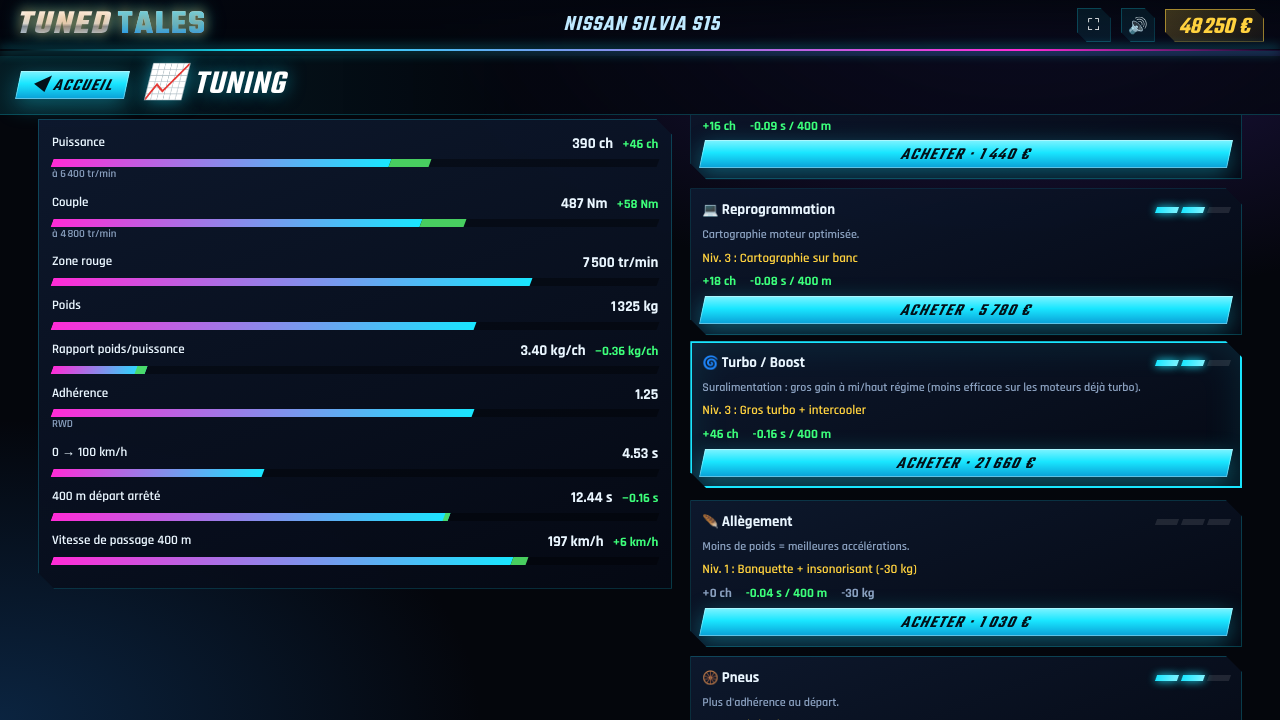 TUNED TALES
NISSAN SILVIA S15
48 250 €
ACCUEIL
TUNING
Puissance
390 ch +46 ch
à 6 400 tr/min
Couple
487 Nm +58 Nm
à 4 800 tr/min
Zone rouge
7 500 tr/min
Poids
1 325 kg
Rapport poids/puissance
3.40 kg/ch −0.36 kg/ch
Adhérence
1.25
RWD
0 → 100 km/h
4.53 s
400 m départ arrêté
12.44 s −0.16 s
Vitesse de passage 400 m
197 km/h +6 km/h
+16 ch -0.09 s / 400 m
ACHETER · 1 440 €
Reprogrammation
Cartographie moteur optimisée.
Niv. 3 : Cartographie sur banc
+18 ch -0.08 s / 400 m
ACHETER · 5 780 €
Turbo / Boost
Suralimentation : gros gain à mi/haut régime (moins efficace sur les moteurs déjà turbo).
Niv. 3 : Gros turbo + intercooler
+46 ch -0.16 s / 400 m
ACHETER · 21 660 €
Allègement
Moins de poids = meilleures accélérations.
Niv. 1 : Banquette + insonorisant (-30 kg)
+0 ch -0.04 s / 400 m -30 kg
ACHETER · 1 030 €
Pneus
Plus d'adhérence au départ.